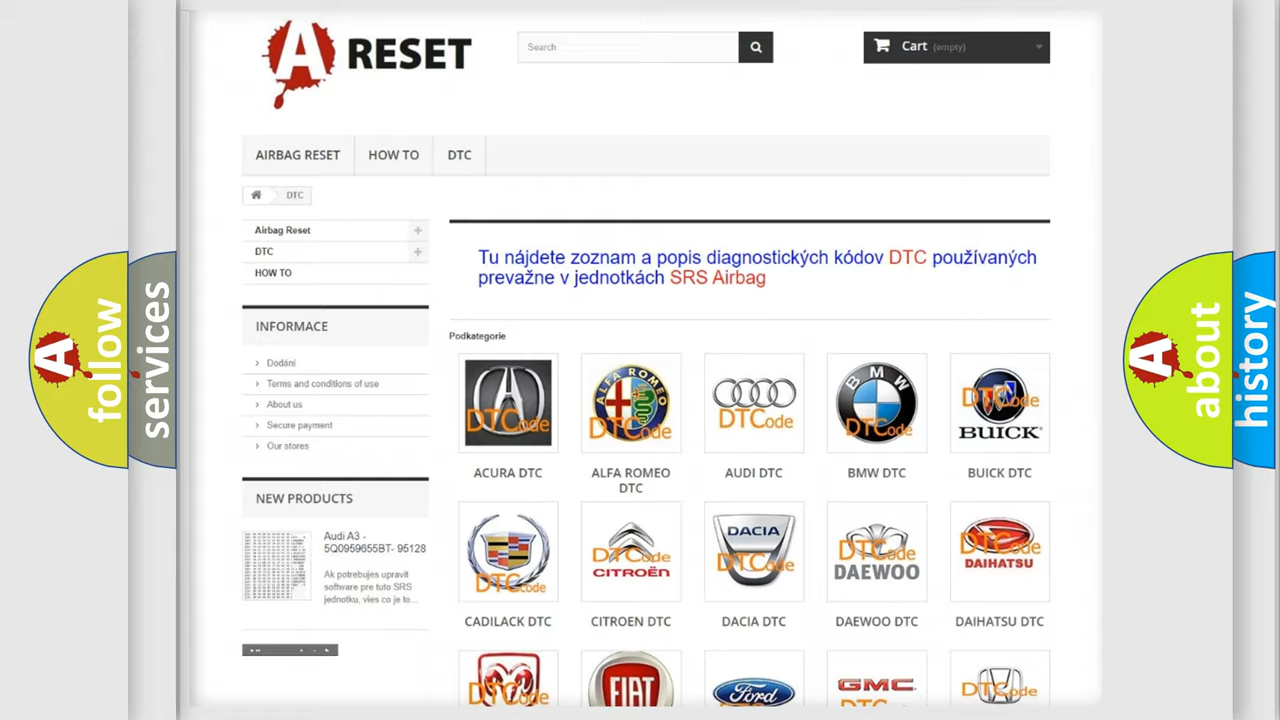 A RESET
Search
Cart (empty)
AIRBAG RESET
HOW TO
DTC
DTC
Airbag Reset
DTC
HOW TO
INFORMACE
Dodání
Terms and conditions of use
About us
Secure payment
Our stores
NEW PRODUCTS
Audi A3 -
5Q0959655BT- 95128
Ak potrebujes upravit
software pre tuto SRS
jednotku, vies co je to...
Tu nájdete zoznam a popis diagnostických kódov DTC používaných
prevažne v jednotkách SRS Airbag
Podkategorie
DTCode
ALFA ROMEO
DTCode
DTCode
BMW
DTCode
DTCode
BUICK
ACURA DTC
ALFA ROMEO
DTC
AUDI DTC
BMW DTC
BUICK DTC
DTCode
DTCode
CITROËN
DACIA
DTCode
DTCode
DAEWOO
DTCode
DAIHATSU
CADILACK DTC
CITROEN DTC
DACIA DTC
DAEWOO DTC
DAIHATSU DTC
DTCode
FIAT
Ford
GMC
DTCode
A
follow
services
A
about
history